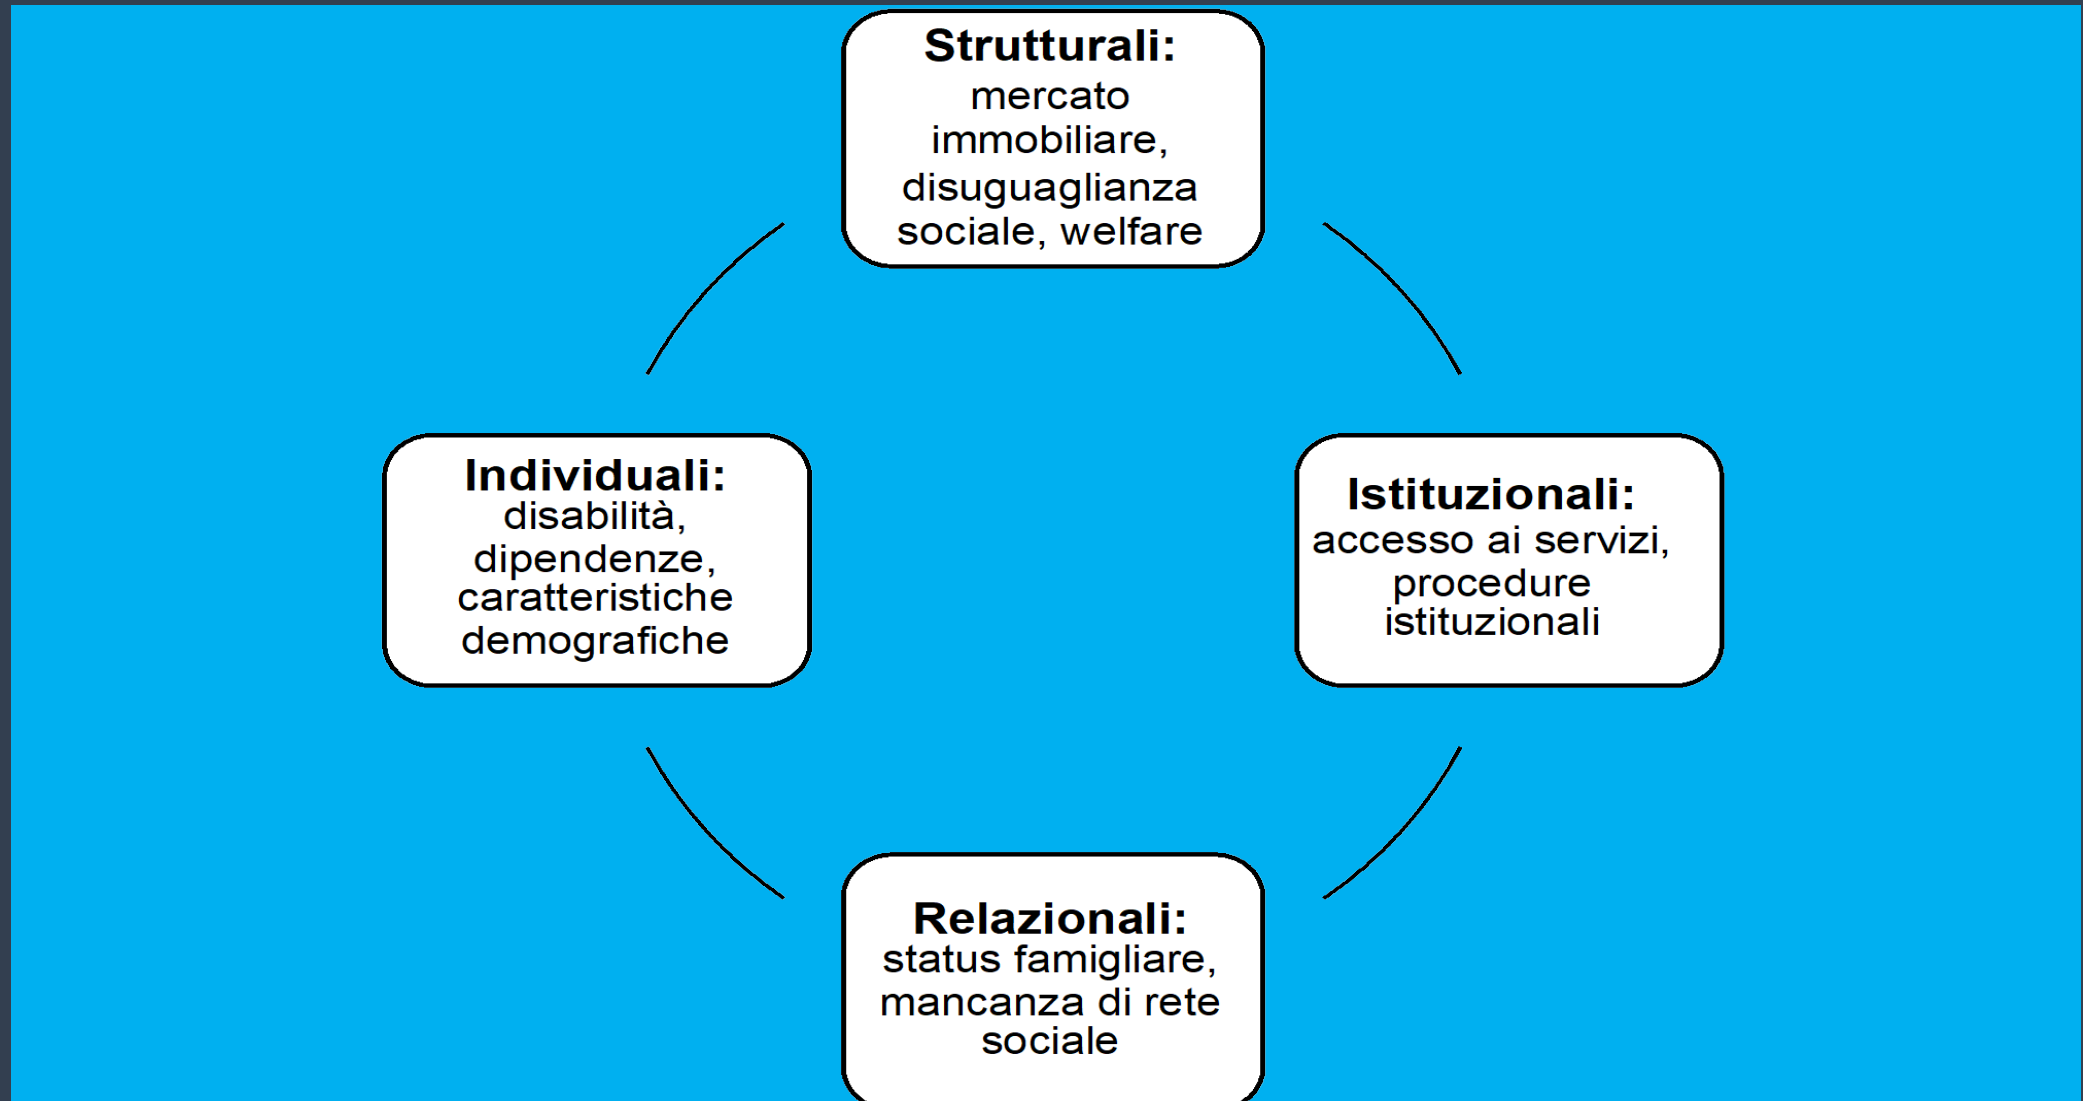 Strutturali:
mercato
immobiliare,
disuguaglianza
sociale, welfare
Individuali:
disabilità,
dipendenze,
caratteristiche
demografiche
Istituzionali:
accesso ai servizi,
procedure
istituzionali
Relazionali:
status famigliare,
mancanza di rete
sociale